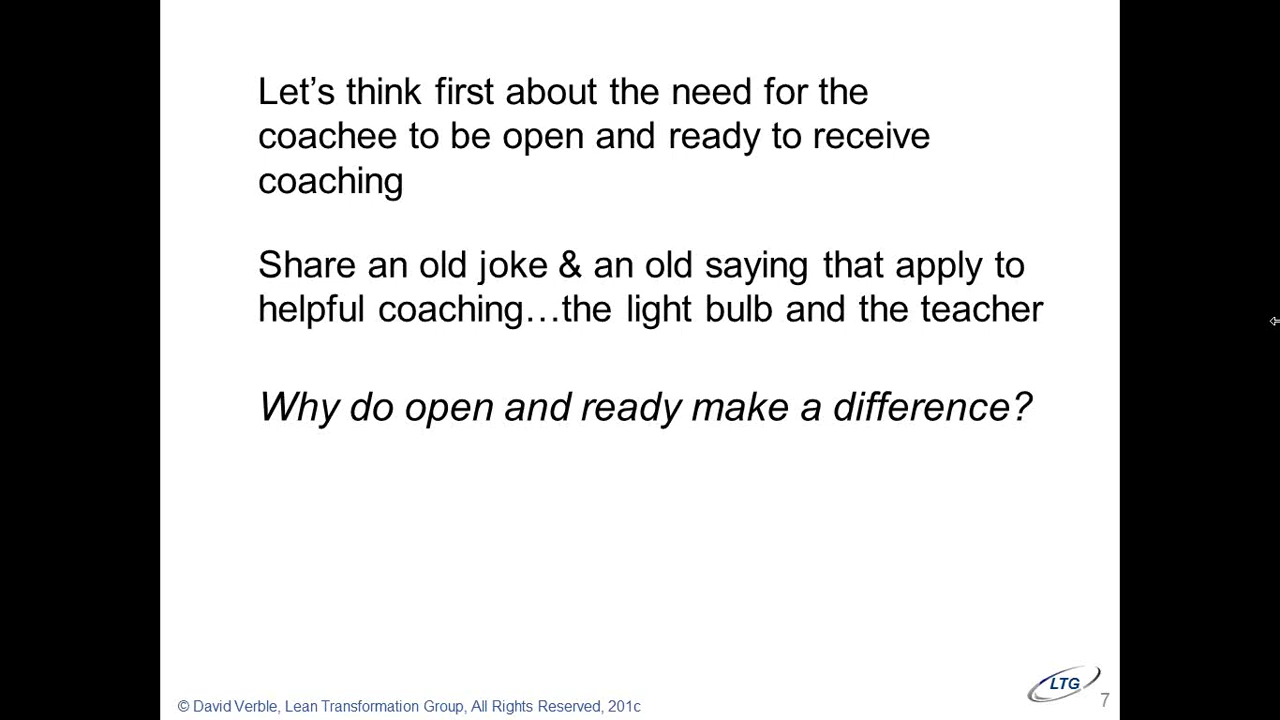 Let's think first about the need for the
coachee to be open and ready to receive
coaching
Share an old joke & an old saying that apply to
helpful coaching…the light bulb and the teacher
Why do open and ready make a difference?
© David Verble, Lean Transformation Group, All Rights Reserved, 201c
LTG
7